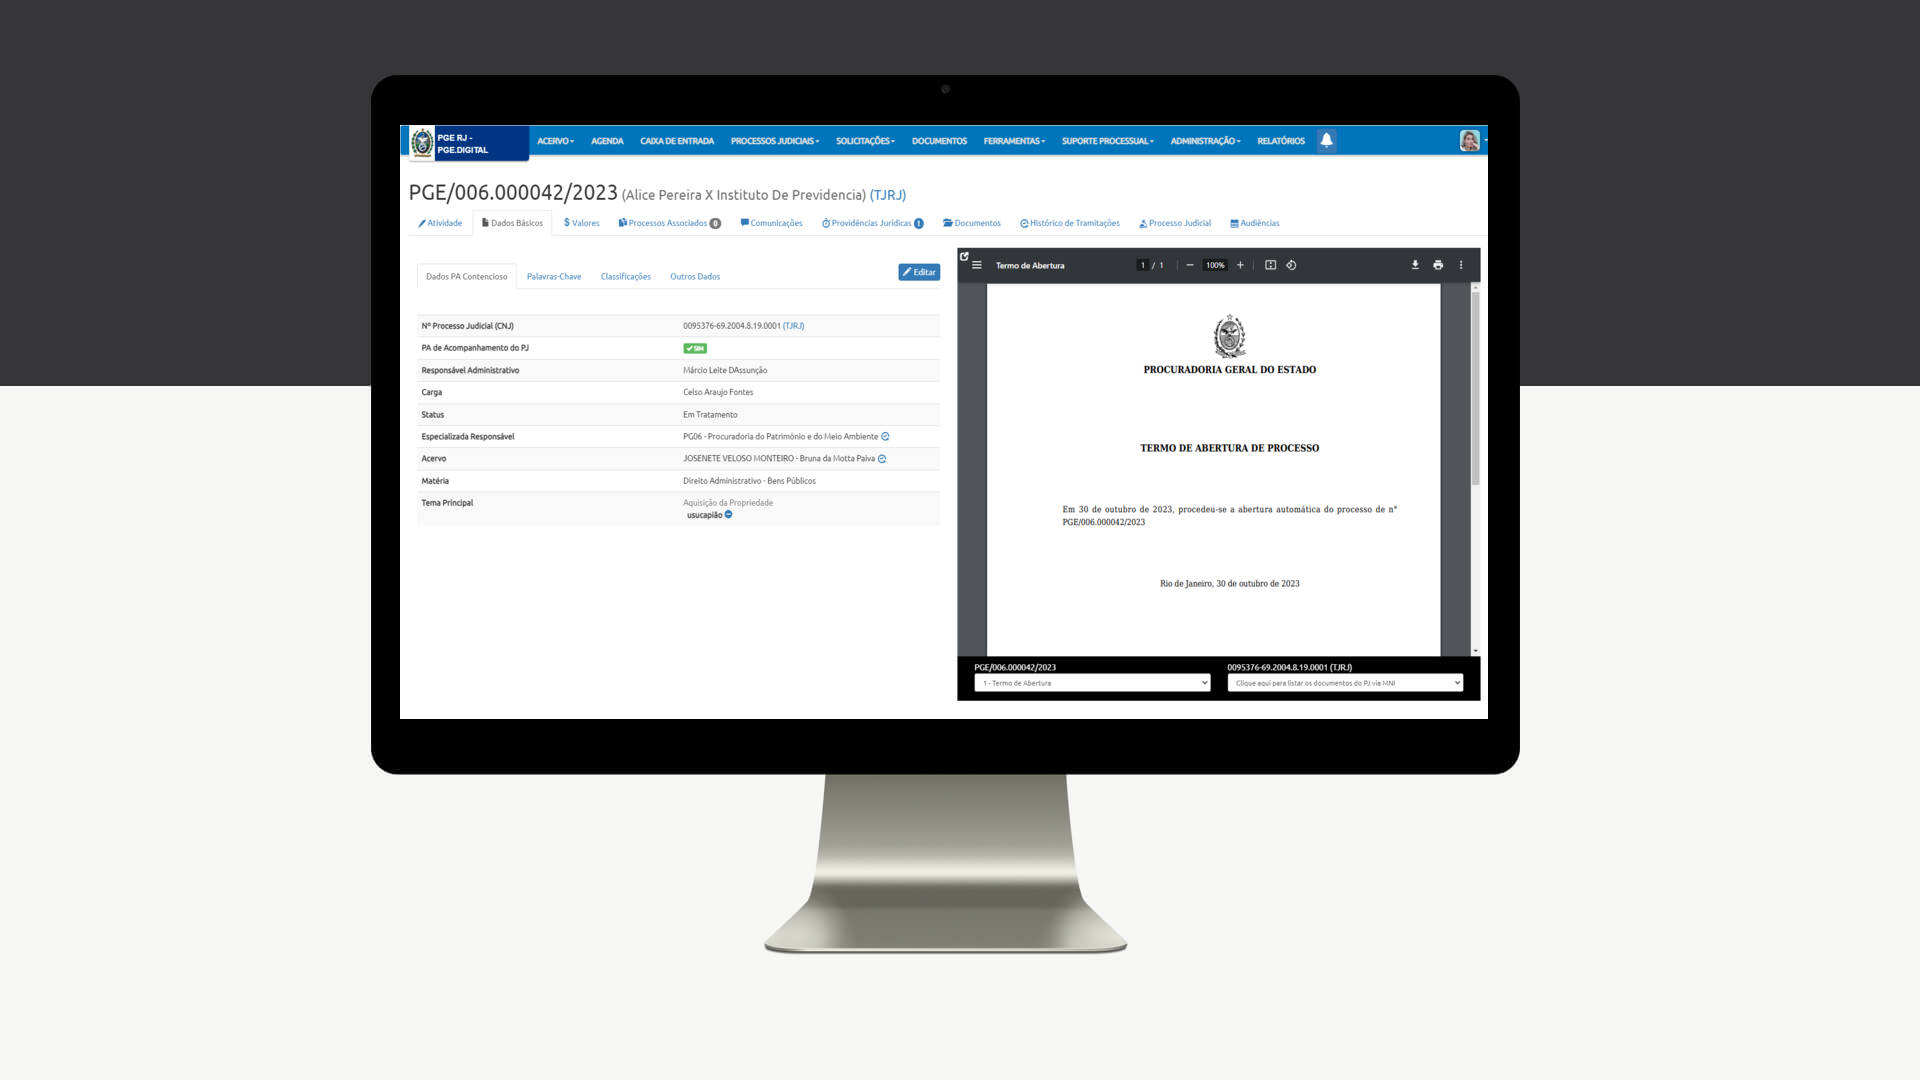 PGE RJ -
PGE.DIGITAL
ACERVO AGENDA CAIXA DE ENTRADA PROCESSOS JUDICIAIS SOLICITAÇÕES DOCUMENTOS FERRAMENTAS SUPORTE PROCESSUAL ADMINISTRAÇÃO RELATÓRIOS
PGE/006.000042/2023 (Alice Pereira X Instituto De Previdencia) (TJRJ)
Atividade Dados Básicos $ Valores Processos Associados 0 Comunicações Providências Jurídicas 1 Documentos Histórico de Tramitações Processo Judicial Audiências
Dados PA Contencioso Palavras-Chave Classificações Outros Dados Editar
Nº Processo Judicial (CNJ) 0095376-69.2004.8.19.0001 (TJRJ)
PA de Acompanhamento do PJ SIM
Responsável Administrativo Márcio Leite DAssunção
Carga Celso Araujo Fontes
Status Em Tratamento
Especializada Responsável PG06 - Procuradoria do Patrimônio e do Meio Ambiente
Acervo JOSENETE VELOSO MONTEIRO - Bruna da Motta Paiva
Matéria Direito Administrativo - Bens Públicos
Tema Principal Aquisição da Propriedade
usucapião
Termo de Abertura 1 / 1 100%
PROCURADORIA GERAL DO ESTADO
TERMO DE ABERTURA DE PROCESSO
Em 30 de outubro de 2023, procedeu-se a abertura automática do processo de nº
PGE/006.000042/2023
Rio de Janeiro, 30 de outubro de 2023
PGE/006.000042/2023 0095376-69.2004.8.19.0001 (TJRJ)
1 - Termo de Abertura Clique aqui para listar os documentos do PJ via MNI